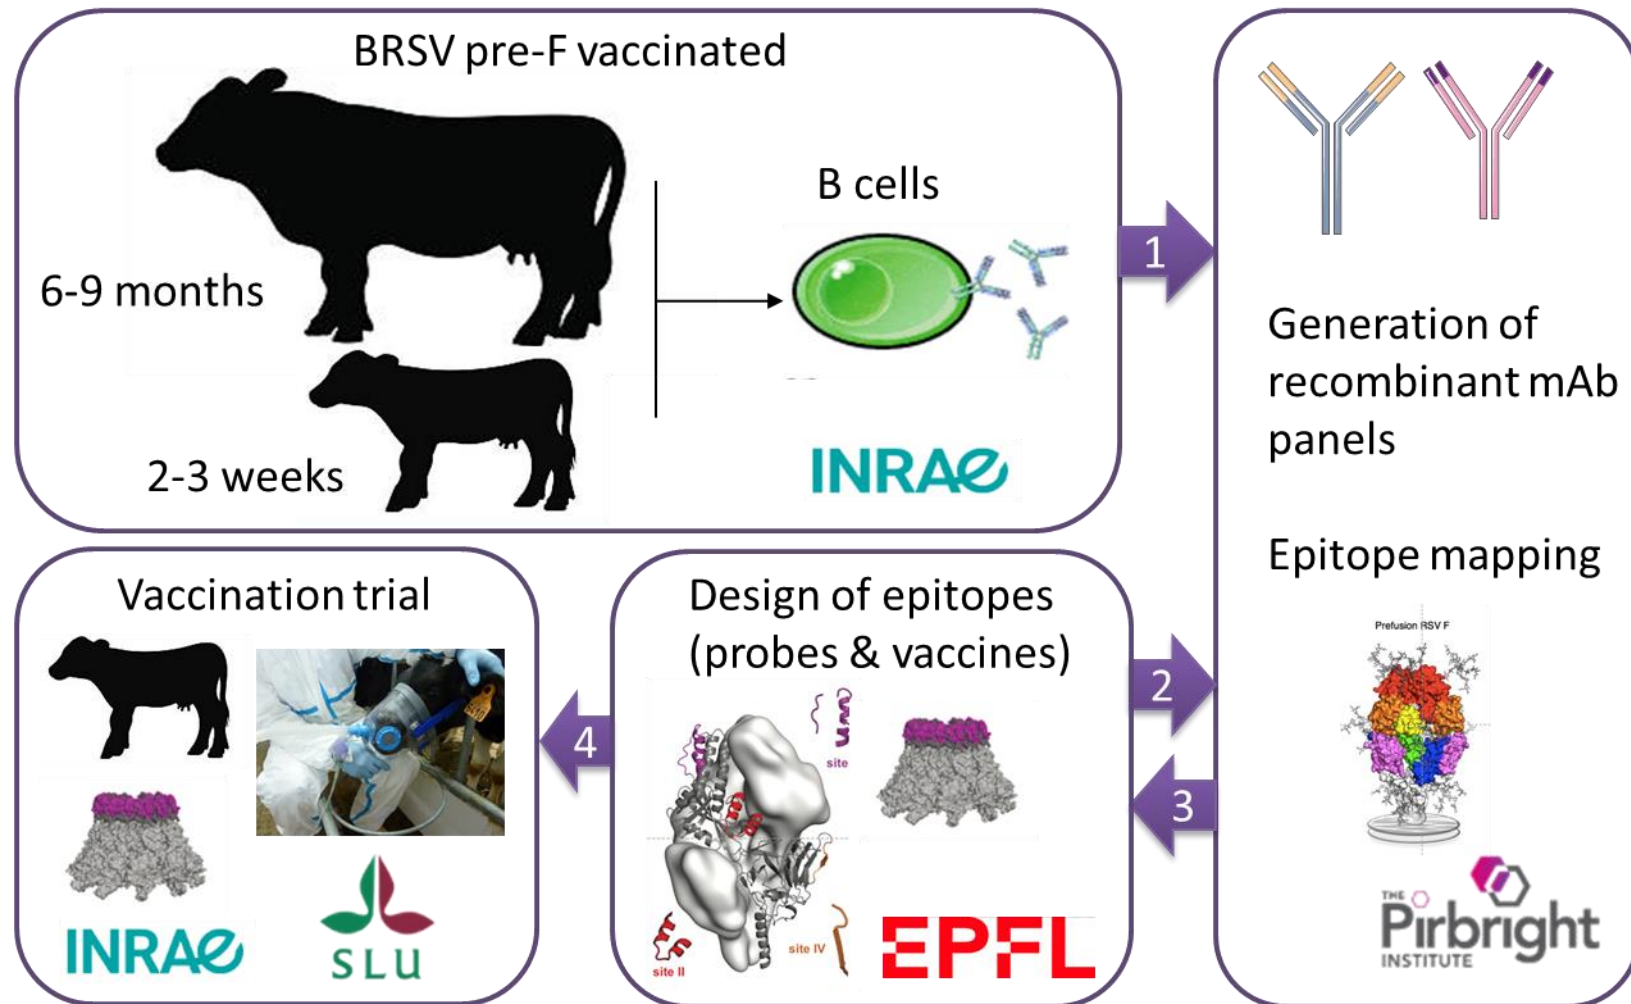 BRSV pre-F vaccinated
6-9 months
2-3 weeks
B cells
INRAE
1
Generation of
recombinant mAb
panels
Epitope mapping
Prefusion RSV F
THE
Pirbright
INSTITUTE
2
3
Design of epitopes
(probes & vaccines)
site
site II
site IV
EPFL
4
Vaccination trial
INRAE
SLU